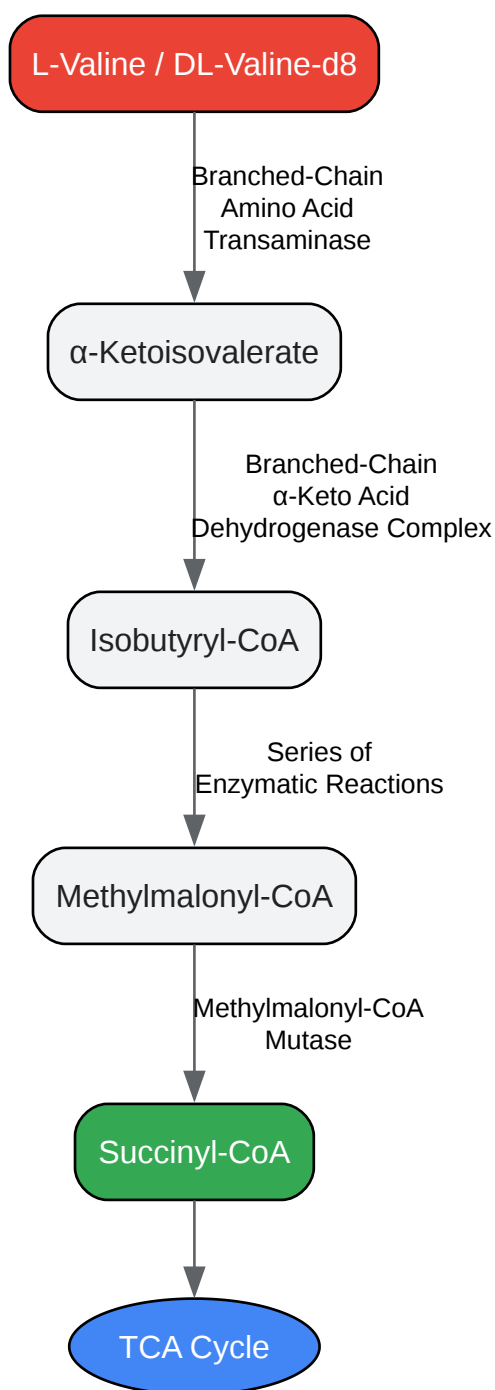 L-Valine / DL-Valine-d8
Branched-Chain
Amino Acid
Transaminase
α-Ketoisovalerate
Branched-Chain
α-Keto Acid
Dehydrogenase Complex
Isobutyryl-CoA
Series of
Enzymatic Reactions
Methylmalonyl-CoA
Methylmalonyl-CoA
Mutase
Succinyl-CoA
TCA Cycle